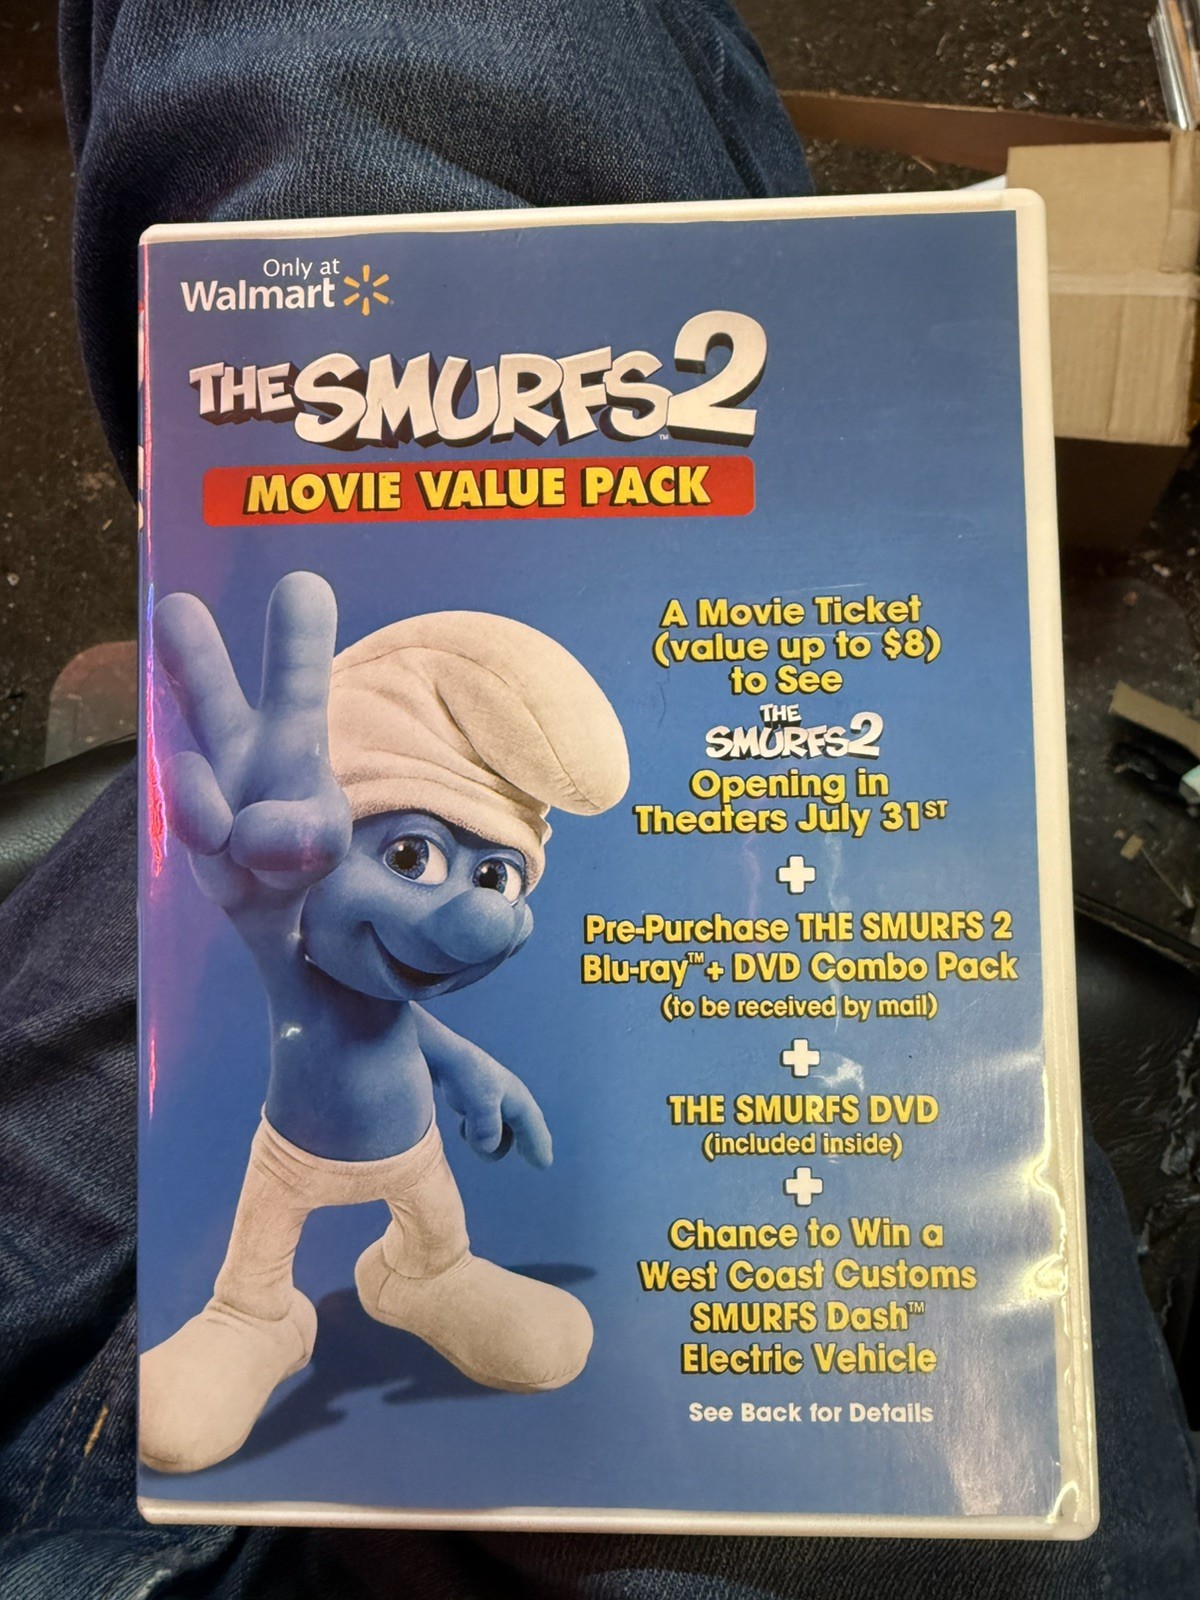 Only at
Walmart
THE SMURFS 2
™
MOVIE VALUE PACK
A Movie Ticket
(value up to $8)
to See
THE
SMURFS 2
Opening in
Theaters July 31ST
+
Pre-Purchase THE SMURFS 2
Blu-ray™ + DVD Combo Pack
(to be received by mail)
+
THE SMURFS DVD
(included inside)
+
Chance to Win a
West Coast Customs
SMURFS Dash™
Electric Vehicle
See Back for Details